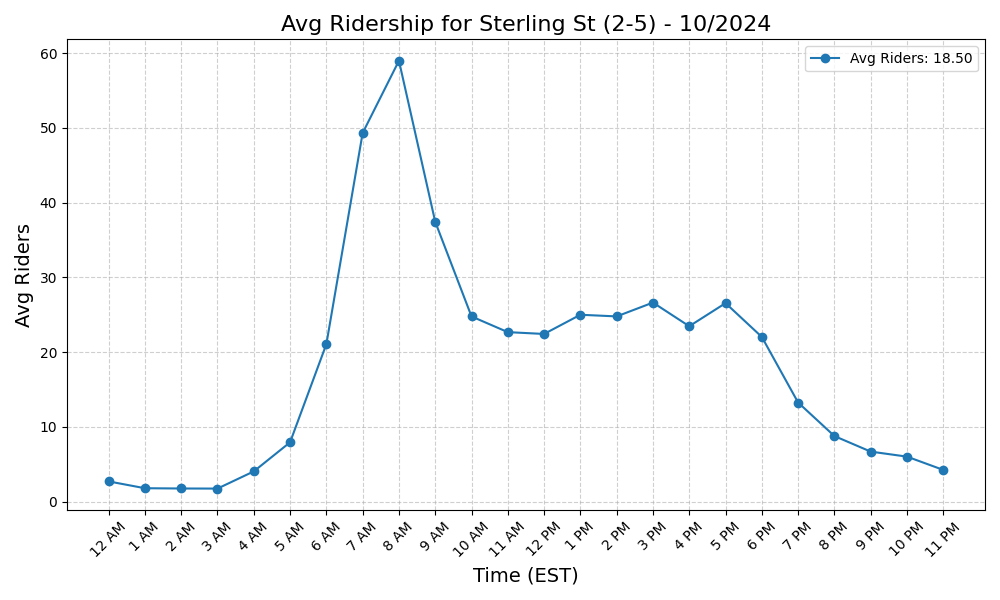 Avg Ridership for Sterling St (2-5) - 10/2024
Avg Riders: 18.50
Avg Riders
60
50
40
30
20
10
0
12 AM
1 AM
2 AM
3 AM
4 AM
5 AM
6 AM
7 AM
8 AM
9 AM
10 AM
11 AM
12 PM
1 PM
2 PM
3 PM
4 PM
5 PM
6 PM
7 PM
8 PM
9 PM
10 PM
11 PM
Time (EST)